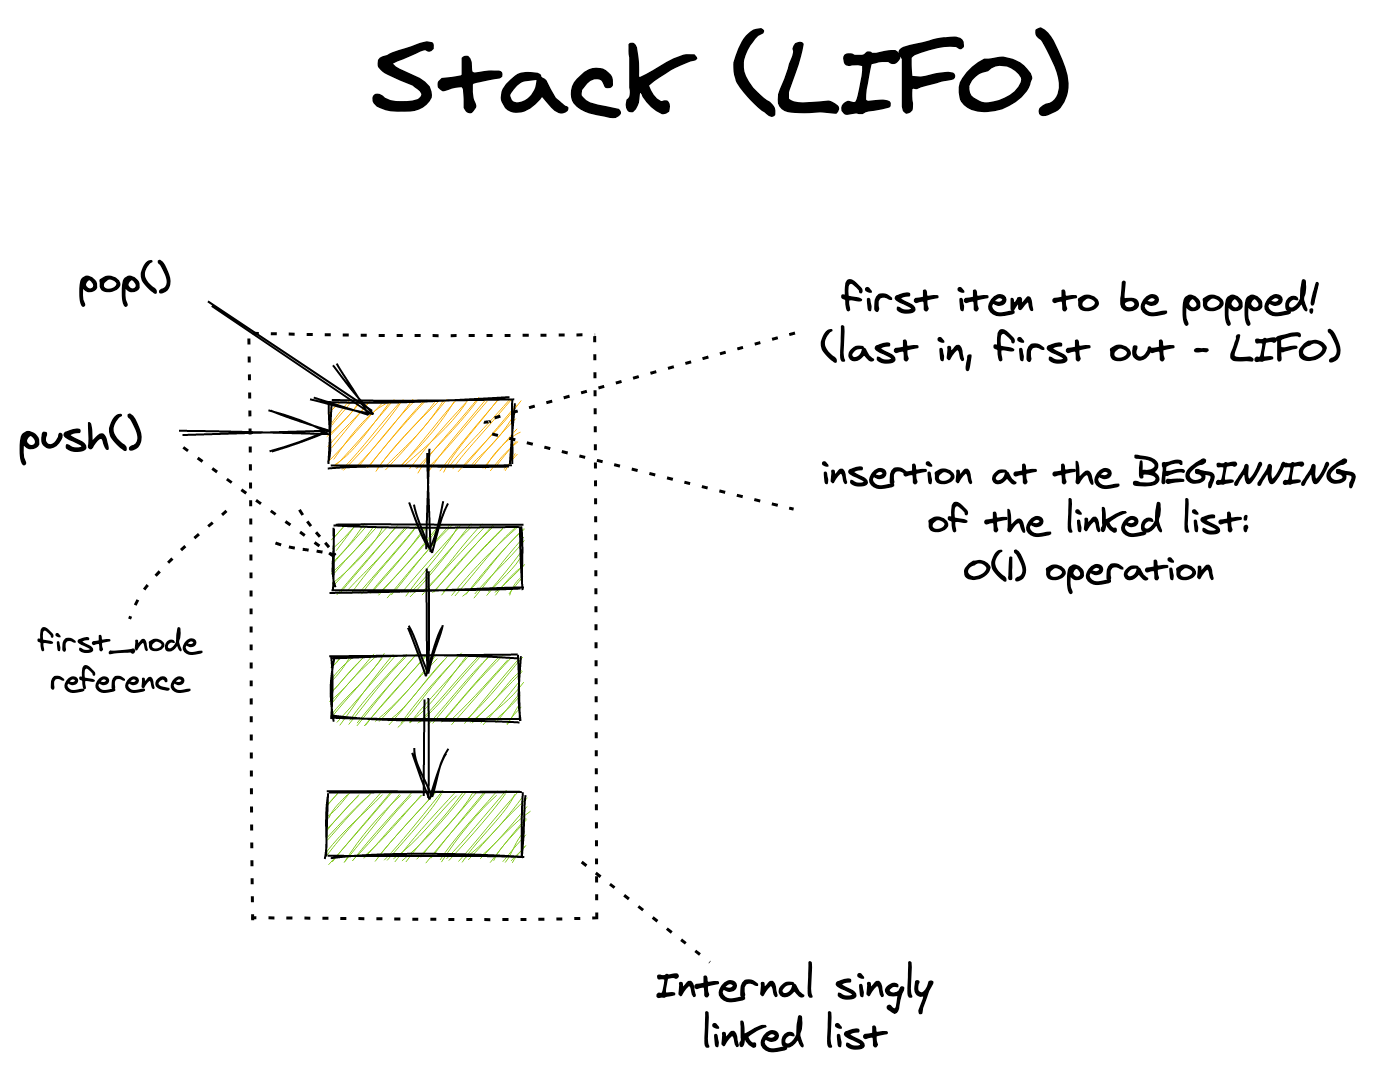 Stack (LIFO)
pop()
first item to be popped!
(last in, first out - LIFO)
push()
insertion at the BEGINNING
of the linked list:
O(1) operation
first_node
reference
Internal singly
linked list